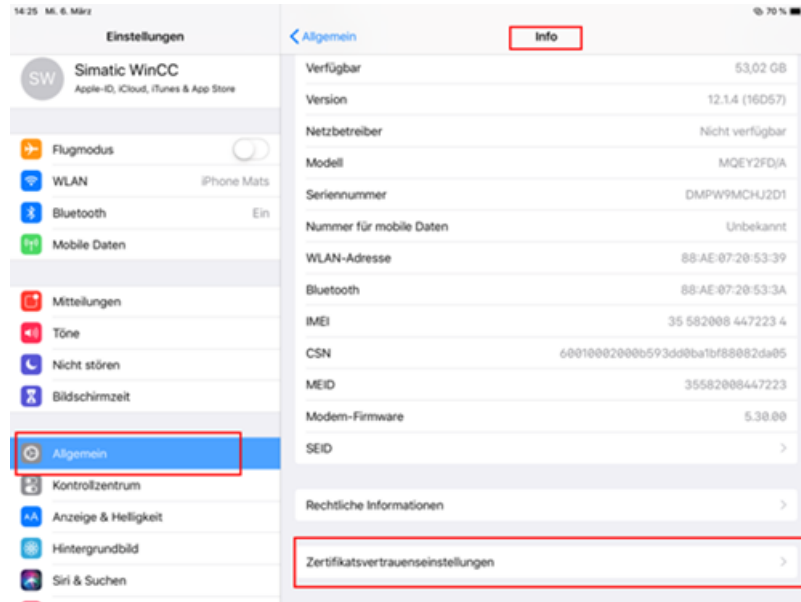 14:25 Mi. 6. März
70 %
Einstellungen
Allgemein
Info
SW
Simatic WinCC
Apple-ID, iCloud, iTunes & App Store
Flugmodus
WLAN iPhone Mats
Bluetooth Ein
Mobile Daten
Mitteilungen
Töne
Nicht stören
Bildschirmzeit
Allgemein
Kontrollzentrum
AA Anzeige & Helligkeit
Hintergrundbild
Siri & Suchen
Verfügbar 53,02 GB
Version 12.1.4 (16D57)
Netzbetreiber Nicht verfügbar
Modell MQEY2FD/A
Seriennummer DMPW9MCHJ2D1
Nummer für mobile Daten Unbekannt
WLAN-Adresse 88:AE:07:20:53:39
Bluetooth 88:AE:07:20:53:3A
IMEI 35 582008 447223 4
CSN 60010002000b593dd0ba1bf88082da05
MEID 35582008447223
Modem-Firmware 5.30.00
SEID
Rechtliche Informationen
Zertifikatsvertrauenseinstellungen